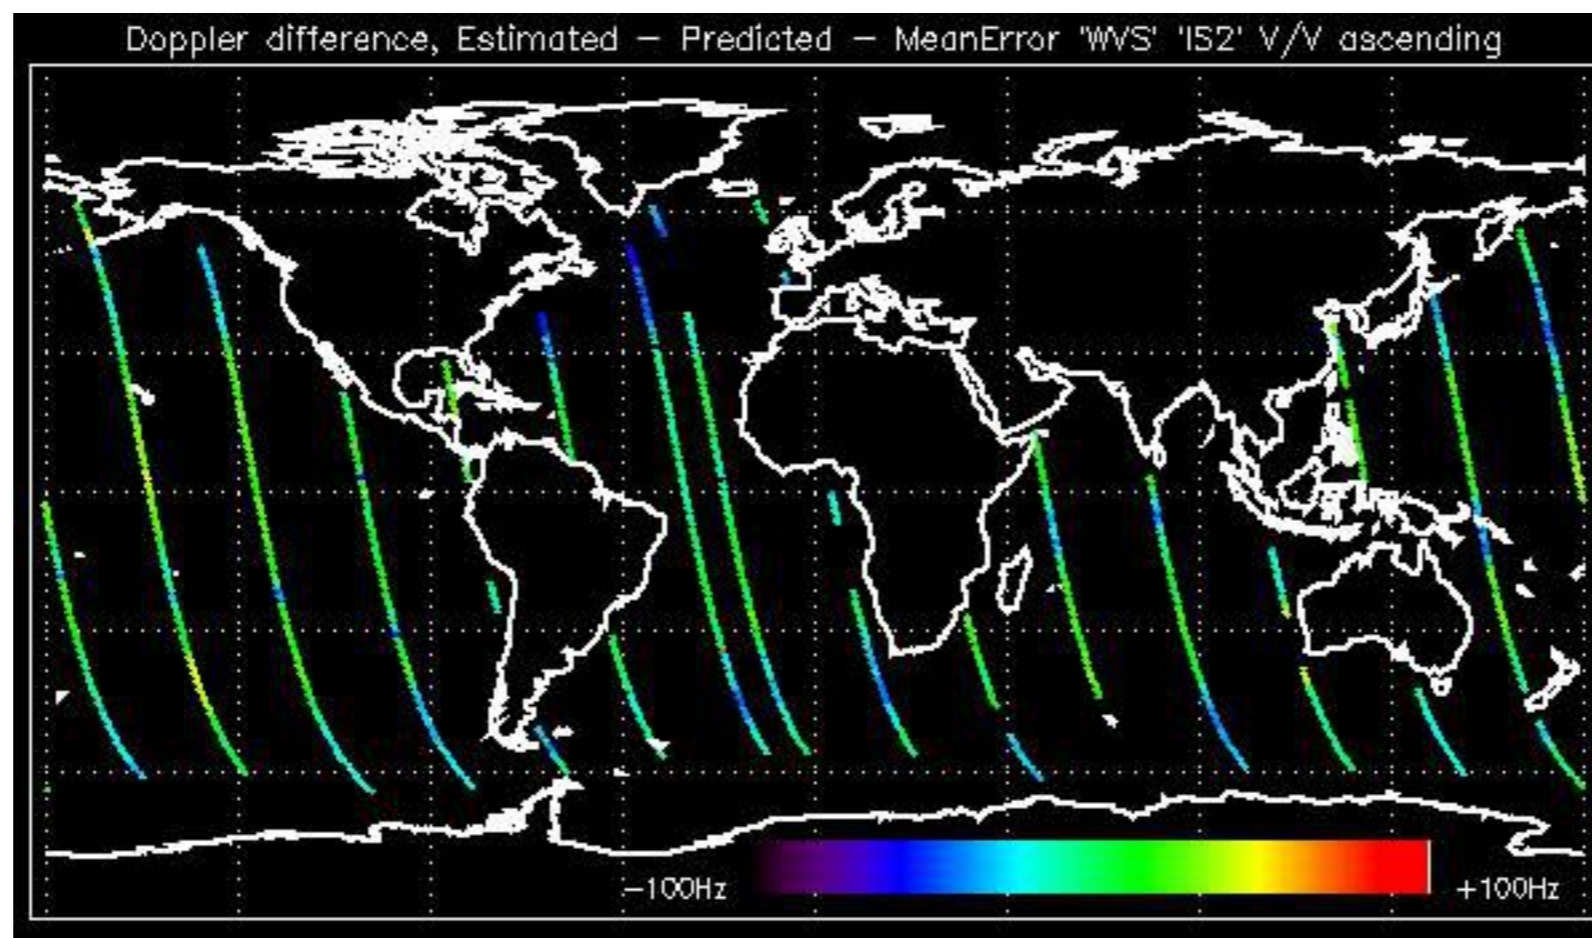 Doppler difference, Estimated – Predicted – MeanError 'WVS' 'IS2' V/V ascending
–100Hz +100Hz